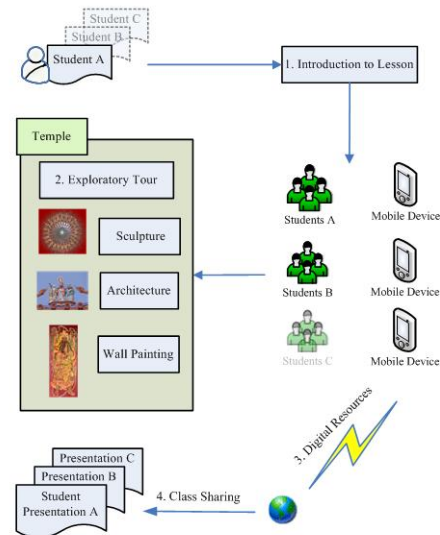 Student C
Student B
Student A
1. Introduction to Lesson
Temple
2. Exploratory Tour
Sculpture
Architecture
Wall Painting
Students A
Mobile Device
Students B
Mobile Device
Students C
Mobile Device
3. Digital Resources
4. Class Sharing
Presentation C
Presentation B
Student
Presentation A